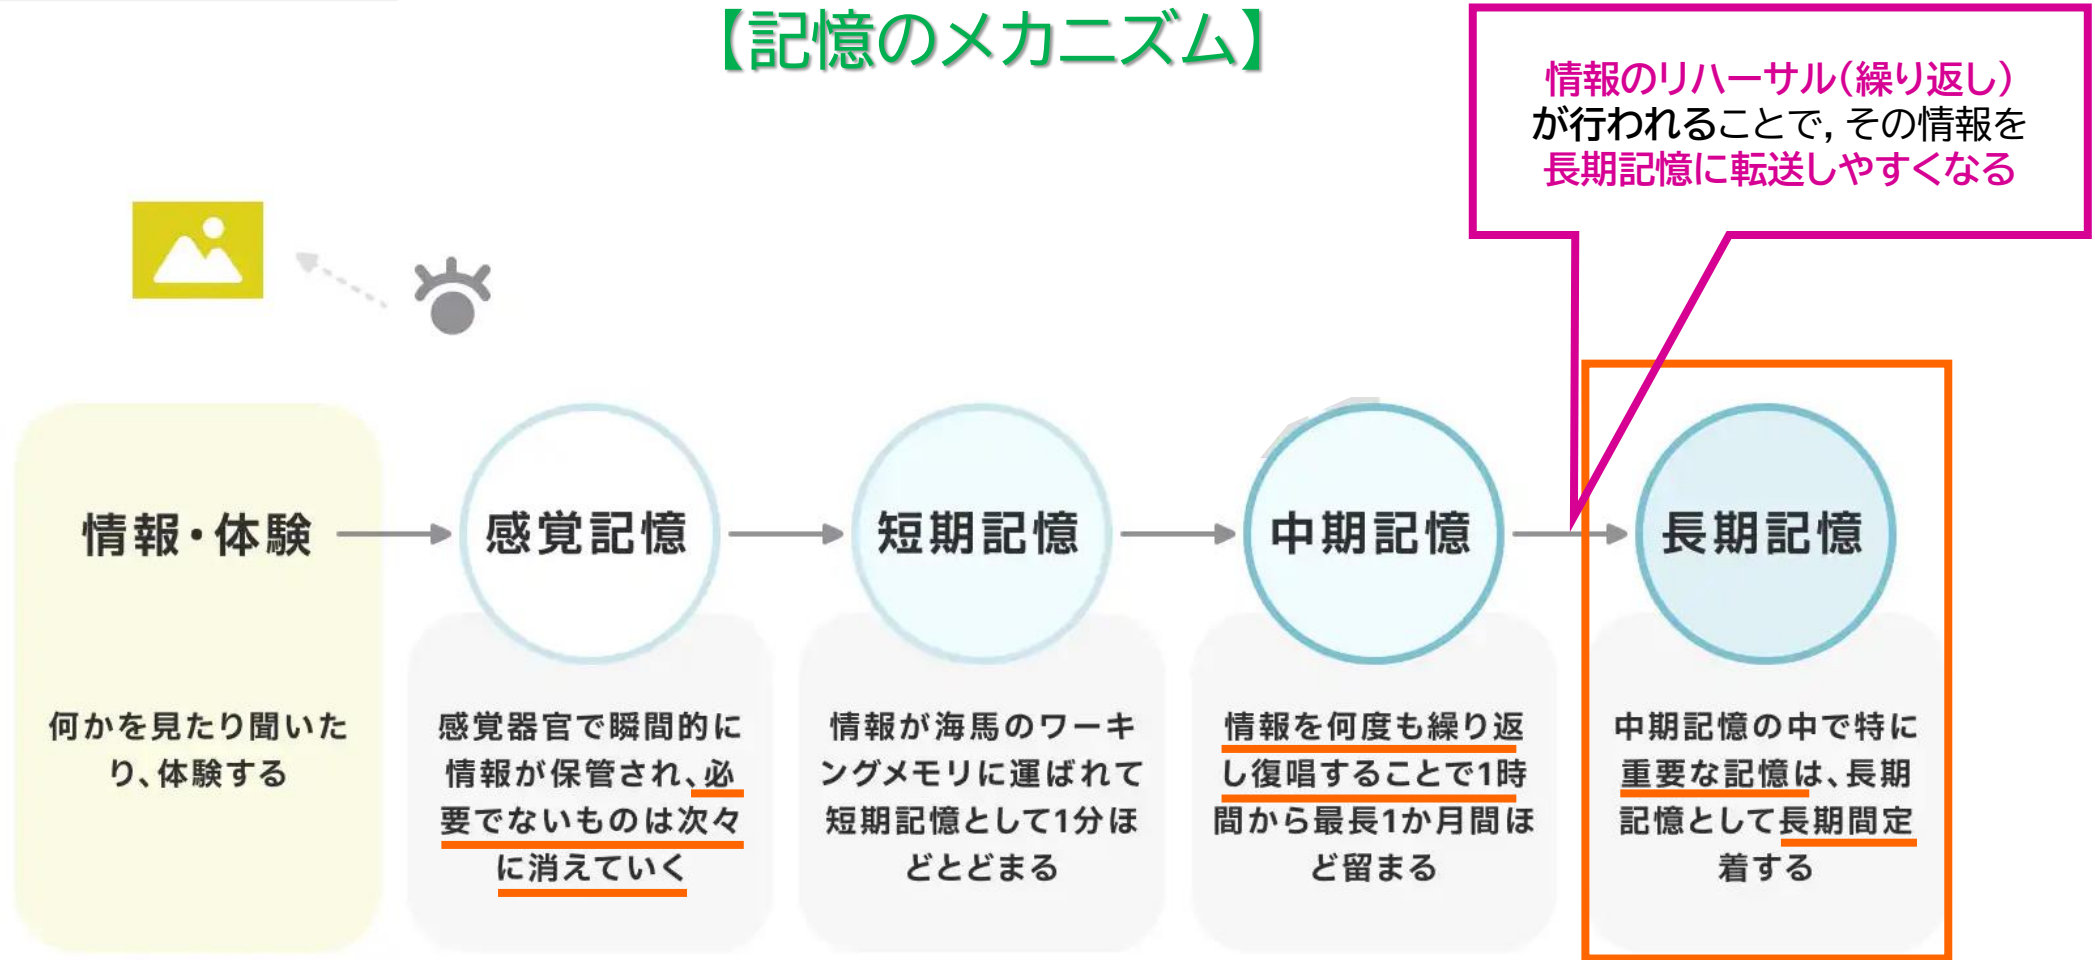 【記憶のメカニズム】
情報のリハーサル（繰り返し）
が行われることで，その情報を
長期記憶に転送しやすくなる
情報・体験
感覚記憶
短期記憶
中期記憶
長期記憶
何かを見たり聞いた
り、体験する
感覚器官で瞬間的に
情報が保管され、必
要でないものは次々
に消えていく
情報が海馬のワーキ
ングメモリに運ばれて
短期記憶として1分ほ
どとどまる
情報を何度も繰り返
し復唱することで1時
間から最長1か月間ほ
ど留まる
中期記憶の中で特に
重要な記憶は、長期
記憶として長期間定
着する